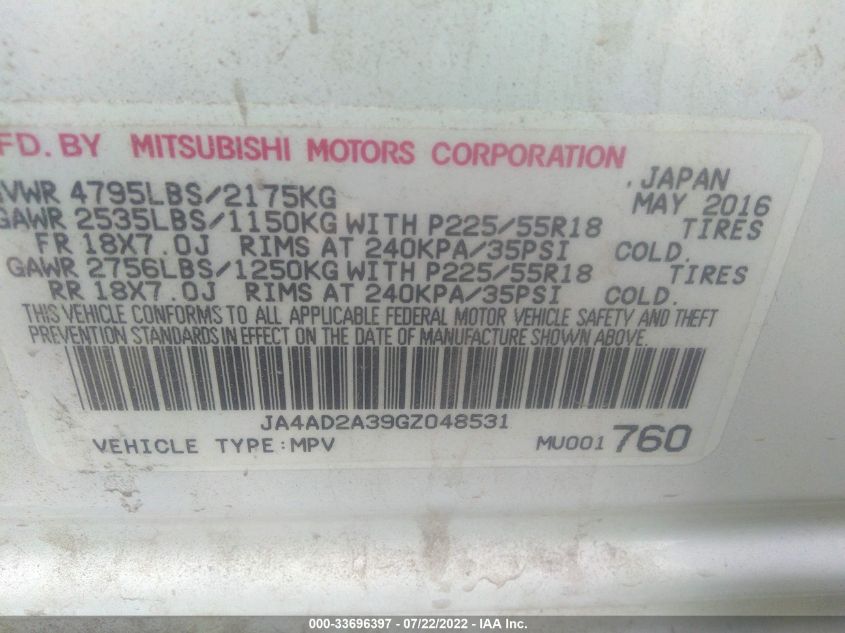 FD. BY MITSUBISHI MOTORS CORPORATION
VWR 4795LBS/2175KG JAPAN MAY 2016
GAWR 2535LBS/1150KG WITH P225/55R18 TIRES
FR 18X7.0J RIMS AT 240KPA/35PSI COLD.
GAWR 2756LBS/1250KG WITH P225/55R18 TIRES
RR 18X7.0J RIMS AT 240KPA/35PSI COLD.
THIS VEHICLE CONFORMS TO ALL APPLICABLE FEDERAL MOTOR VEHICLE SAFETY AND THEFT
PREVENTION STANDARDS IN EFFECT ON THE DATE OF MANUFACTURE SHOWN ABOVE.
JA4AD2A39GZ048531
VEHICLE TYPE:MPV MU001 760
000-33696397 - 07/22/2022 - IAA Inc.